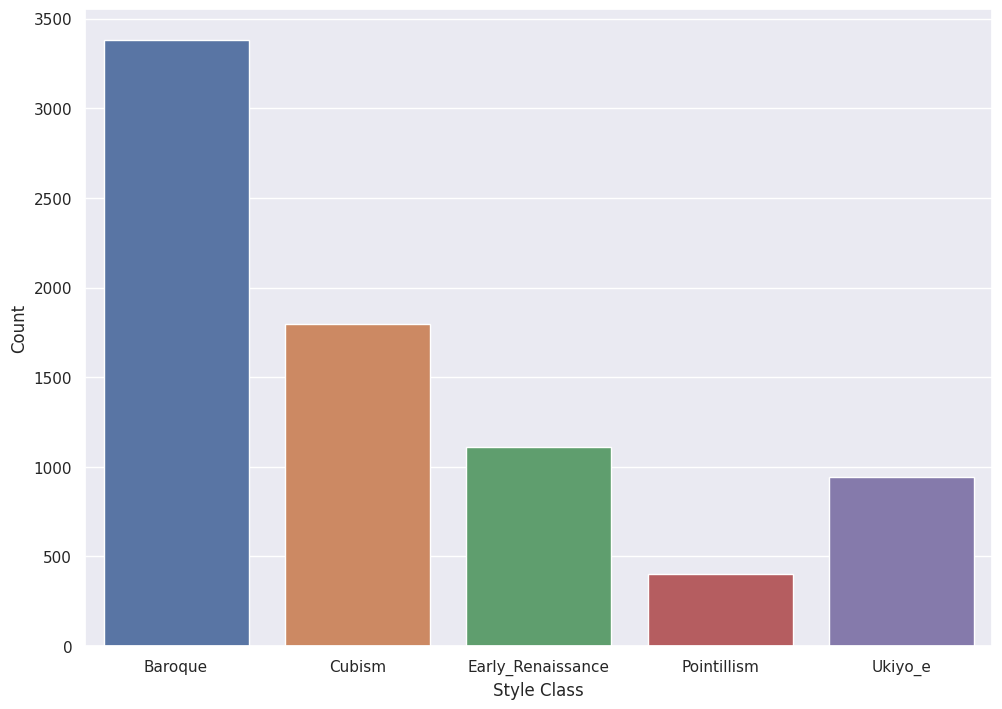 3500
3000
2500
2000
1500
1000
500
0
Count
Baroque
Cubism
Early_Renaissance
Pointillism
Ukiyo_e
Style Class